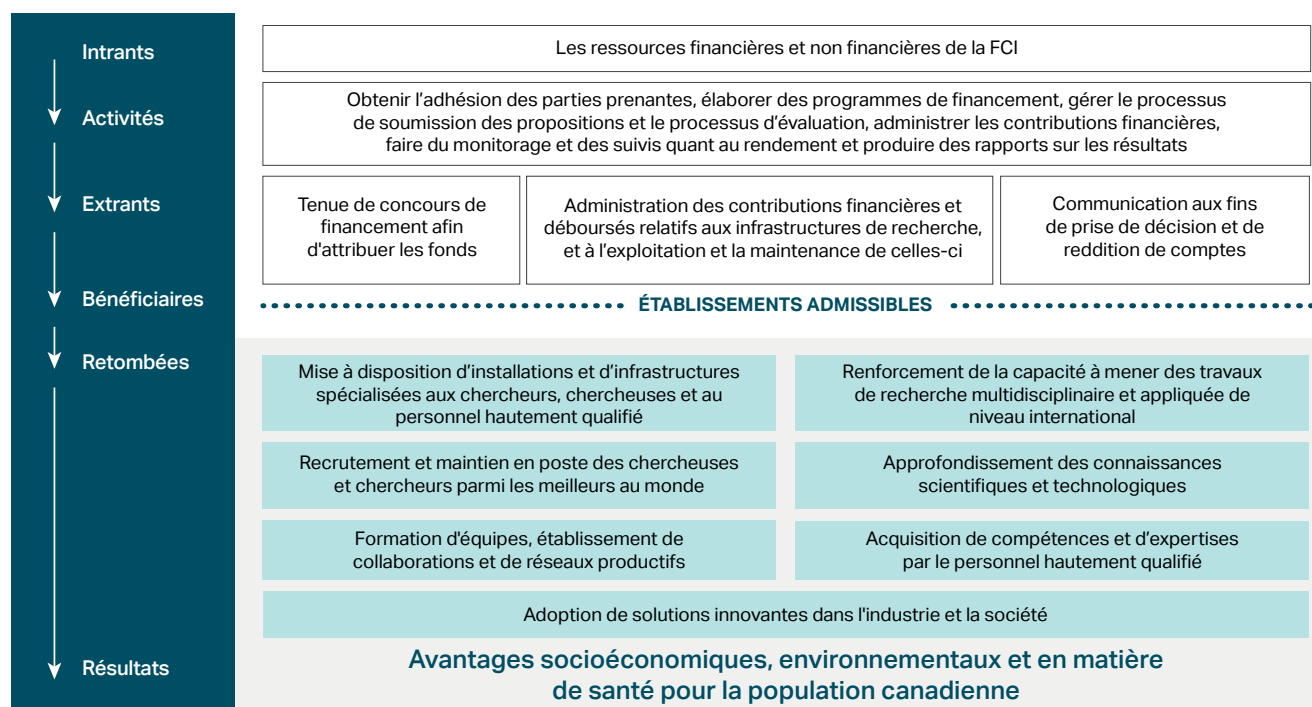 Intrants
Les ressources financières et non financières de la FCI
Activités
Obtenir l'adhésion des parties prenantes, élaborer des programmes de financement, gérer le processus
de soumission des propositions et le processus d'évaluation, administrer les contributions financières,
faire du monitorage et des suivis quant au rendement et produire des rapports sur les résultats
Extrants
Tenue de concours de
financement afin
d'attribuer les fonds
Administration des contributions financières et
déboursés relatifs aux infrastructures de recherche,
et à l'exploitation et la maintenance de celles-ci
Communication aux fins
de prise de décision et de
reddition de comptes
Bénéficiaires
ÉTABLISSEMENTS ADMISSIBLES
Retombées
Mise à disposition d'installations et d'infrastructures
spécialisées aux chercheurs, chercheuses et au
personnel hautement qualifié
Renforcement de la capacité à mener des travaux
de recherche multidisciplinaire et appliquée de
niveau international
Recrutement et maintien en poste des chercheuses
et chercheurs parmi les meilleurs au monde
Approfondissement des connaissances
scientifiques et technologiques
Formation d'équipes, établissement de
collaborations et de réseaux productifs
Acquisition de compétences et d'expertises
par le personnel hautement qualifié
Adoption de solutions innovantes dans l'industrie et la société
Résultats
Avantages socioéconomiques, environnementaux et en matière
de santé pour la population canadienne